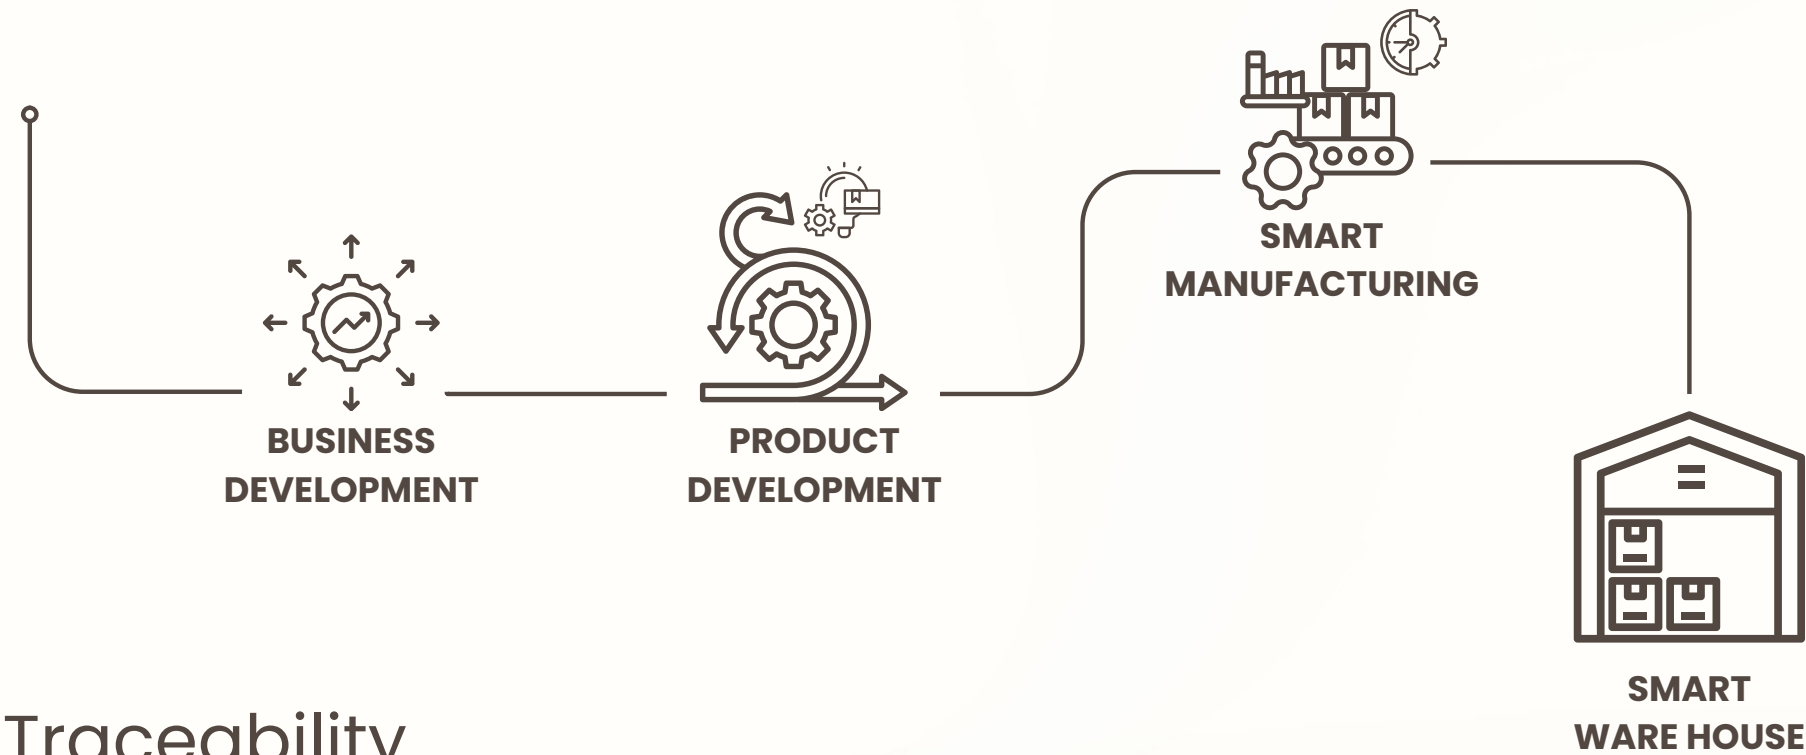 BUSINESS
DEVELOPMENT
PRODUCT
DEVELOPMENT
SMART
MANUFACTURING
SMART
WARE HOUSE
Traceability